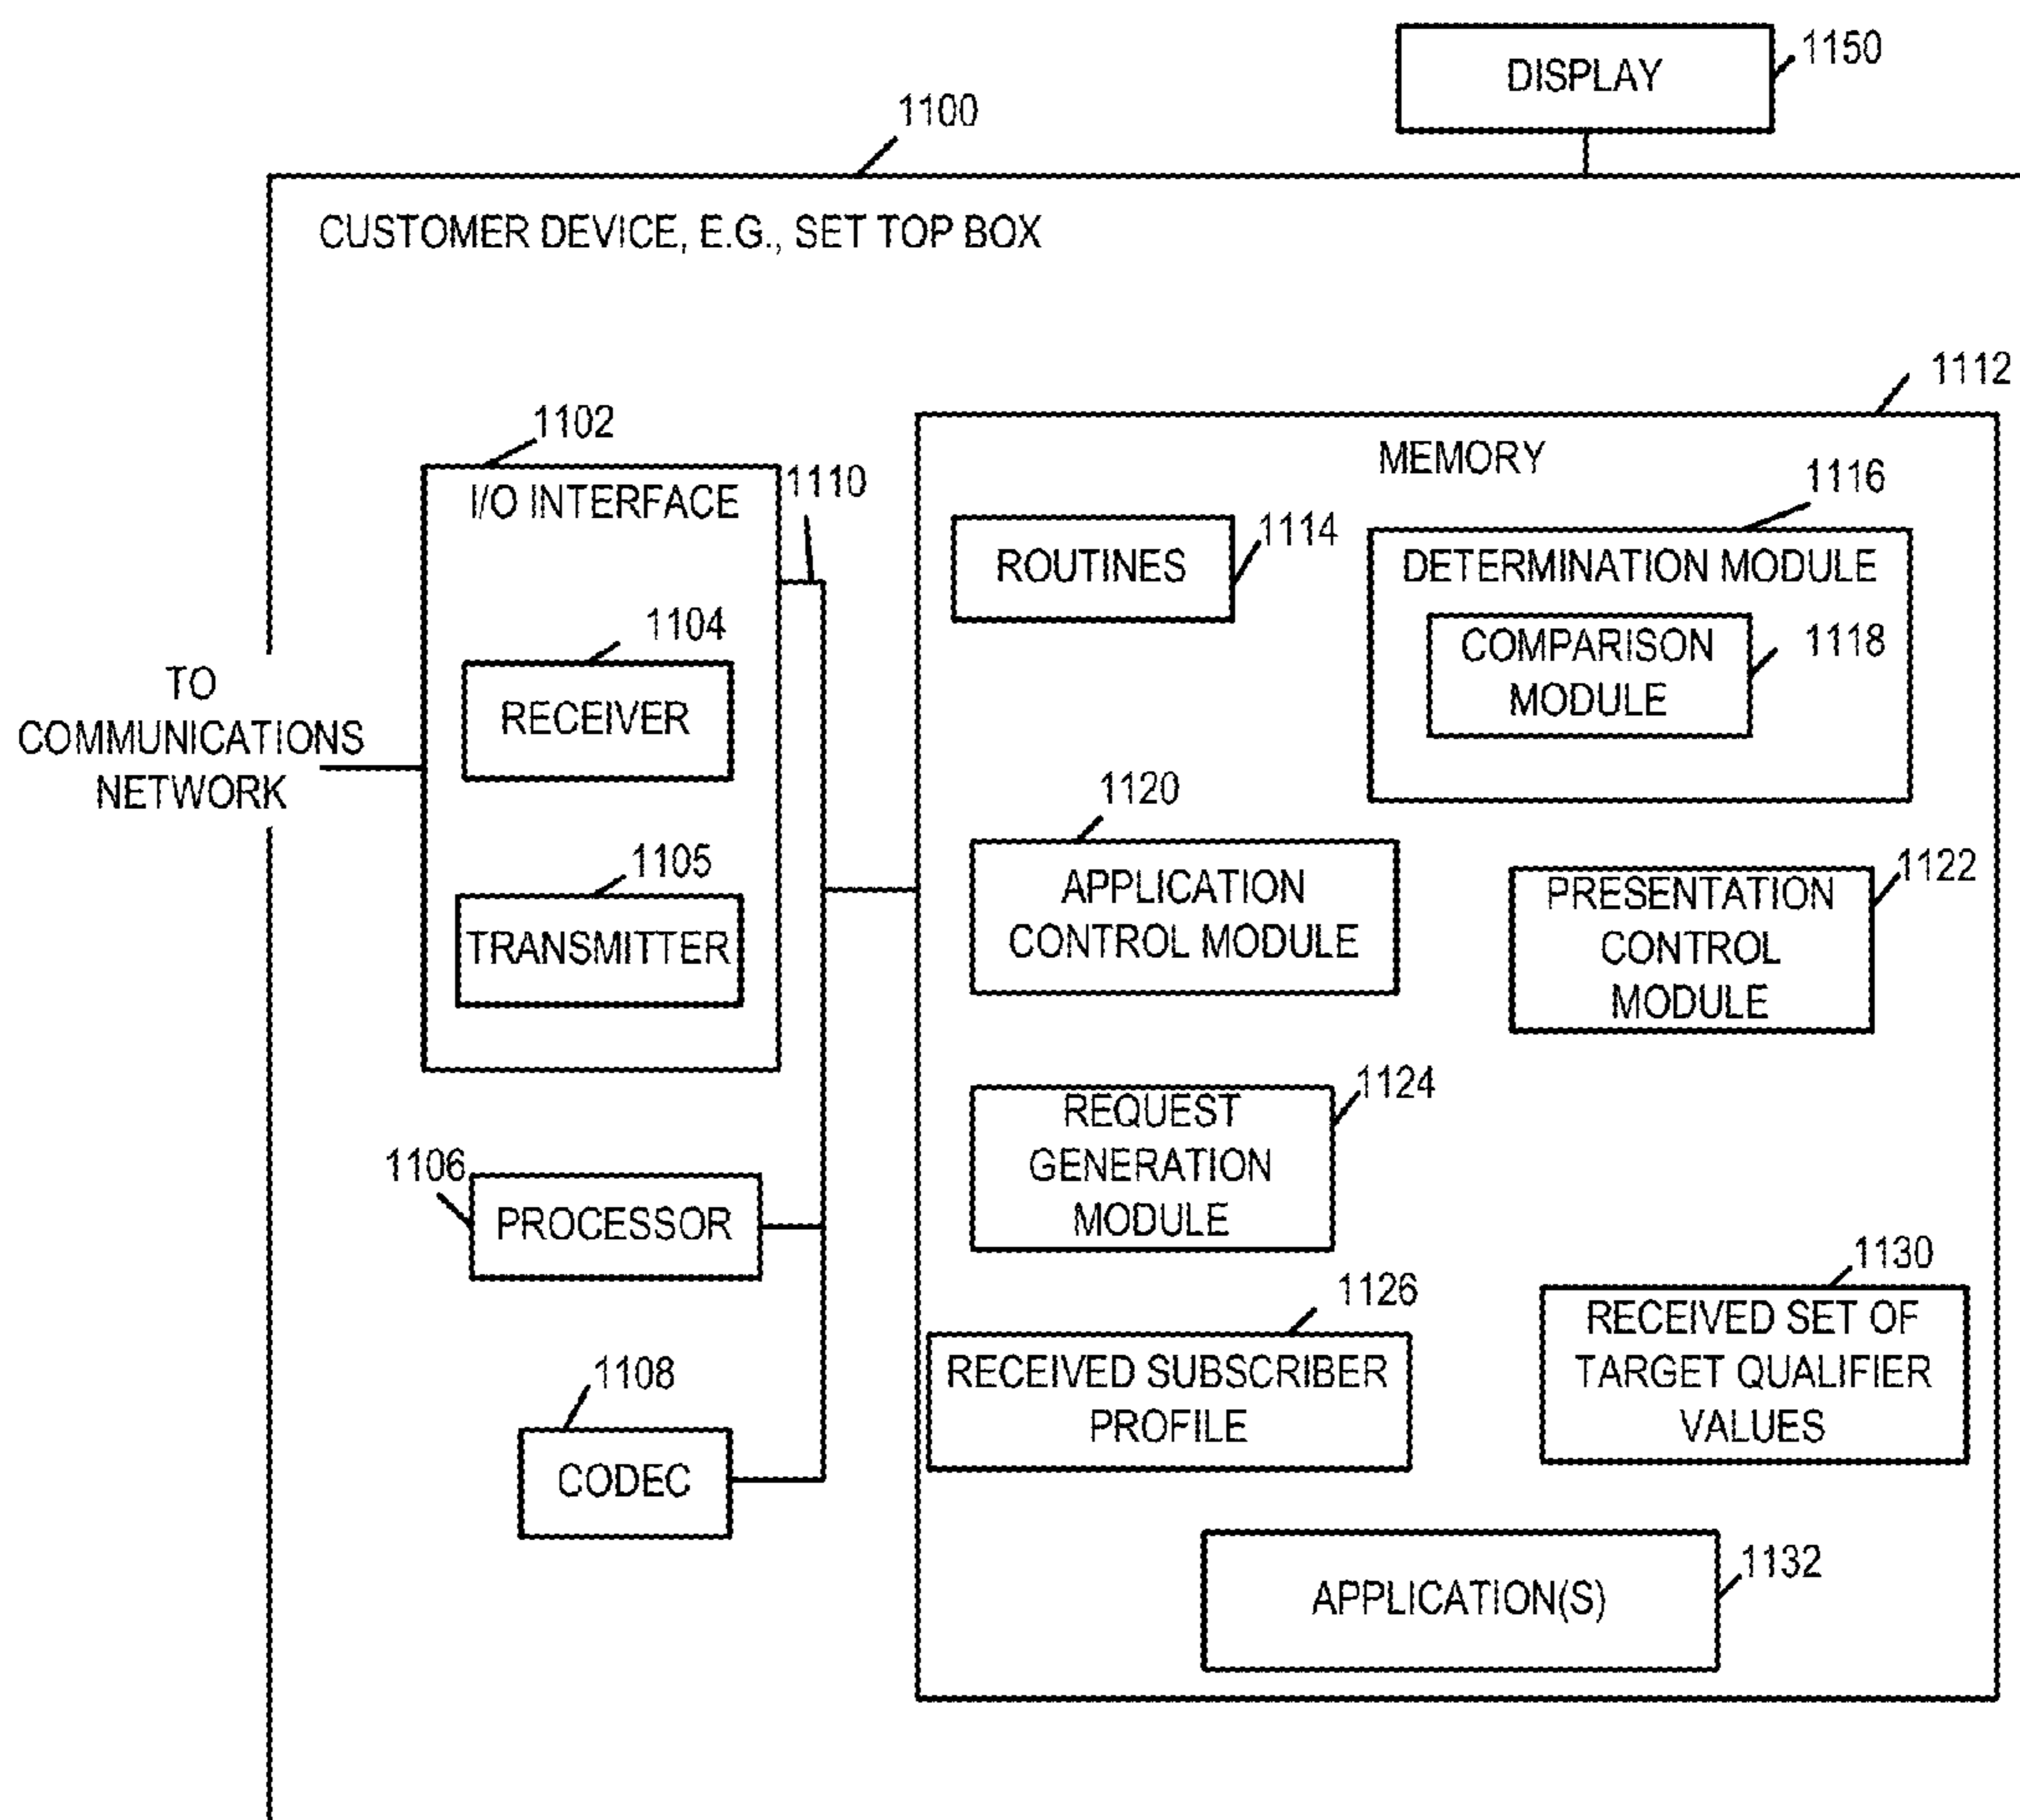 DISPLAY
1150
1100
CUSTOMER DEVICE, E.G., SET TOP BOX
1112
1102
MEMORY
I/O INTERFACE
1110
1116
ROUTINES
1114
DETERMINATION MODULE
1104
COMPARISON
MODULE
1118
TO
COMMUNICATIONS
NETWORK
RECEIVER
1120
1105
APPLICATION
CONTROL MODULE
1122
PRESENTATION
CONTROL
MODULE
TRANSMITTER
1124
REQUEST
GENERATION
MODULE
1106
PROCESSOR
1130
1126
RECEIVED SET OF
TARGET QUALIFIER
VALUES
RECEIVED SUBSCRIBER
PROFILE
1108
CODEC
1132
APPLICATION(S)